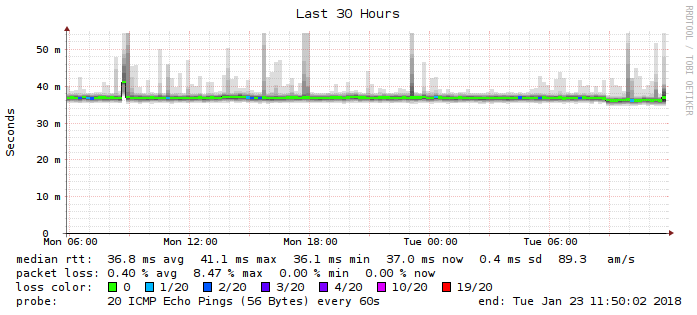 Last 30 Hours
RRDTOOL / TOBI OETIKER
Seconds
50 m
40 m
30 m
20 m
10 m
0
Mon 06:00 Mon 12:00 Mon 18:00 Tue 00:00 Tue 06:00
median rtt: 36.8 ms avg 41.1 ms max 36.1 ms min 37.0 ms now 0.4 ms sd 89.3 am/s
packet loss: 0.40 % avg 8.47 % max 0.00 % min 0.00 % now
loss color: 0 1/20 2/20 3/20 4/20 10/20 19/20
probe: 20 ICMP Echo Pings (56 Bytes) every 60s end: Tue Jan 23 11:50:02 2018